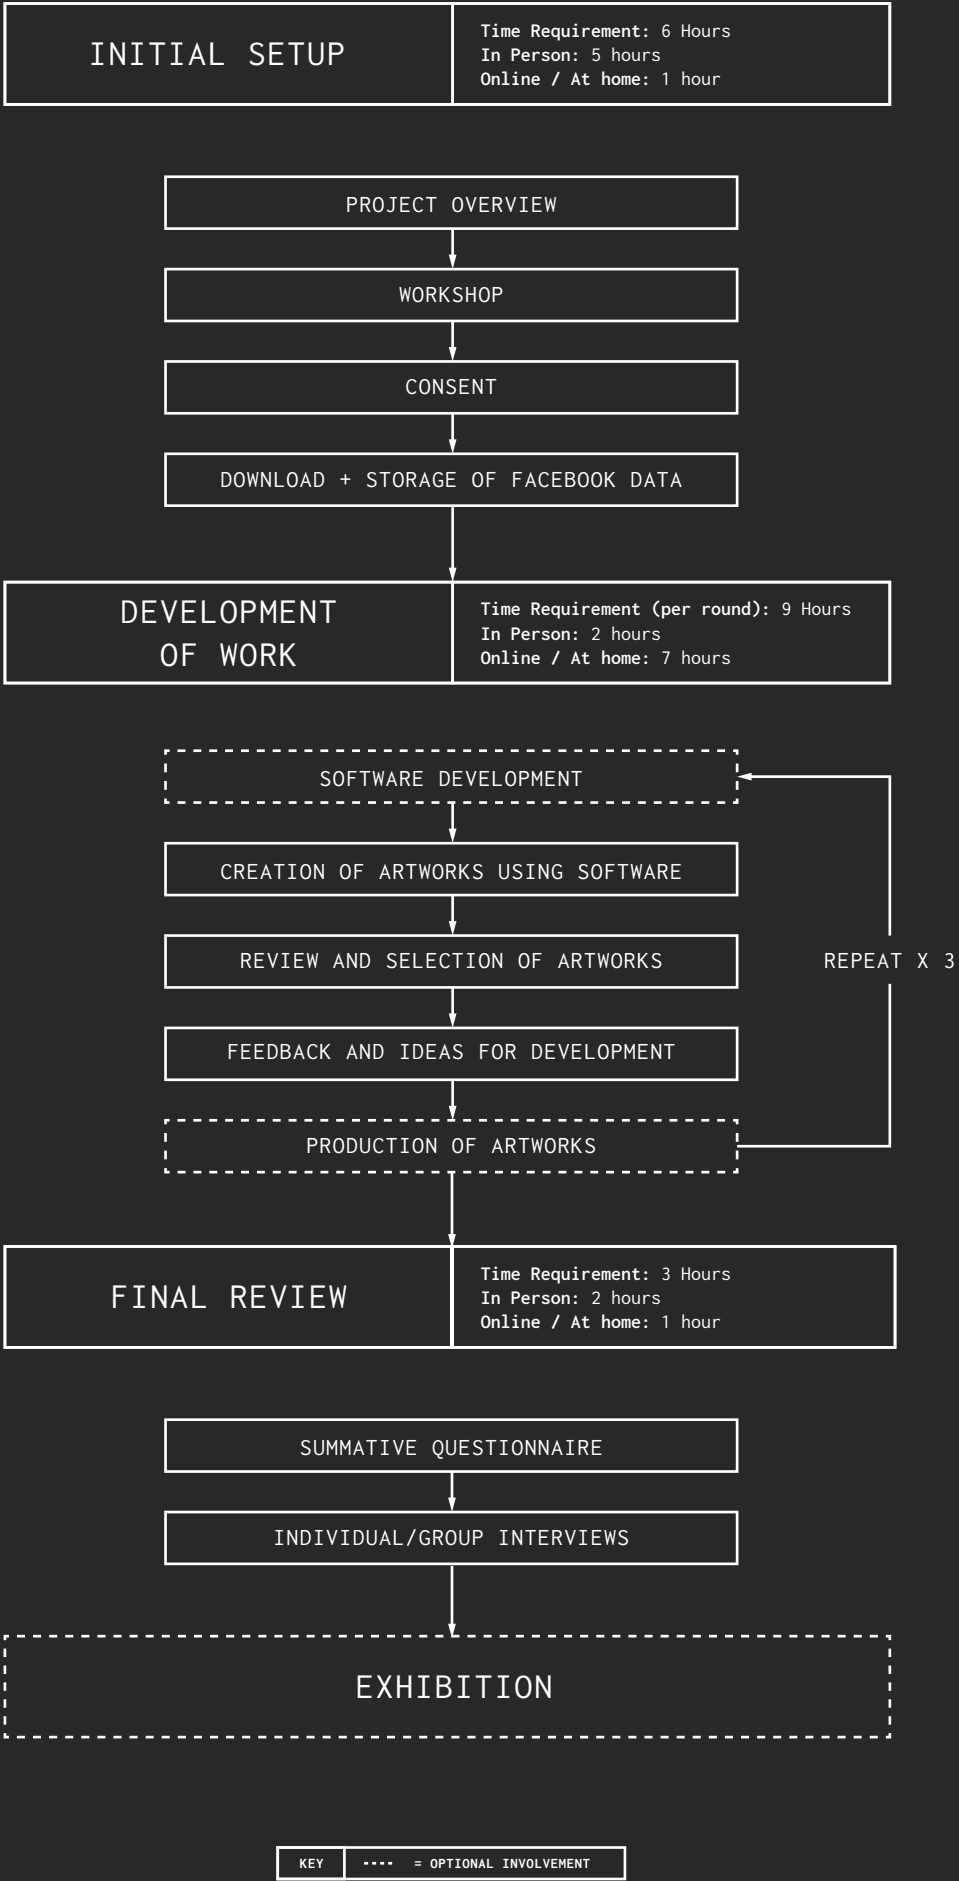 INITIAL SETUP
Time Requirement: 6 Hours
In Person: 5 hours
Online / At home: 1 hour
PROJECT OVERVIEW
WORKSHOP
CONSENT
DOWNLOAD + STORAGE OF FACEBOOK DATA
DEVELOPMENT
OF WORK
Time Requirement (per round): 9 Hours
In Person: 2 hours
Online / At home: 7 hours
SOFTWARE DEVELOPMENT
CREATION OF ARTWORKS USING SOFTWARE
REVIEW AND SELECTION OF ARTWORKS
REPEAT X 3
FEEDBACK AND IDEAS FOR DEVELOPMENT
PRODUCTION OF ARTWORKS
FINAL REVIEW
Time Requirement: 3 Hours
In Person: 2 hours
Online / At home: 1 hour
SUMMATIVE QUESTIONNAIRE
INDIVIDUAL/GROUP INTERVIEWS
EXHIBITION
KEY
= OPTIONAL INVOLVEMENT